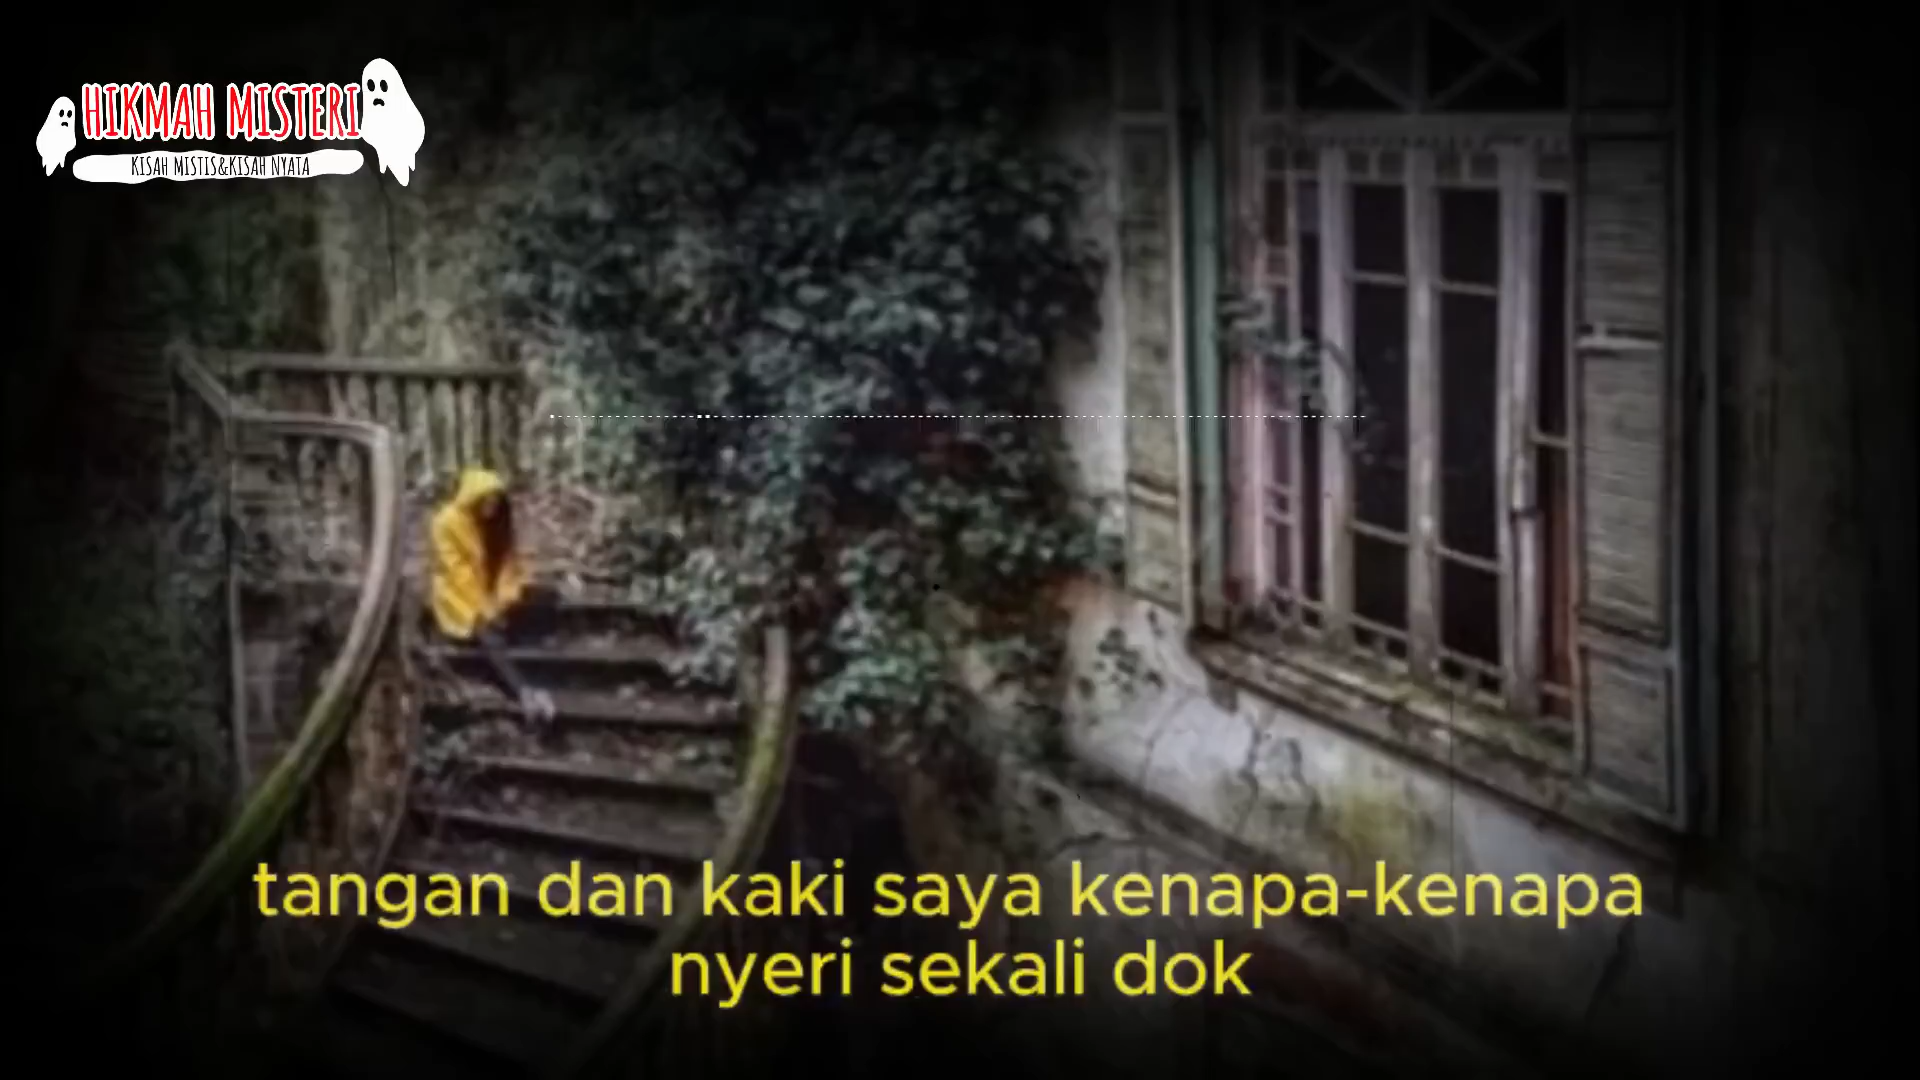 HIKMAH MISTERI
KISAH MISTIS&KISAH NYATA
tangan dan kaki saya kenapa-kenapa
nyeri sekali dok